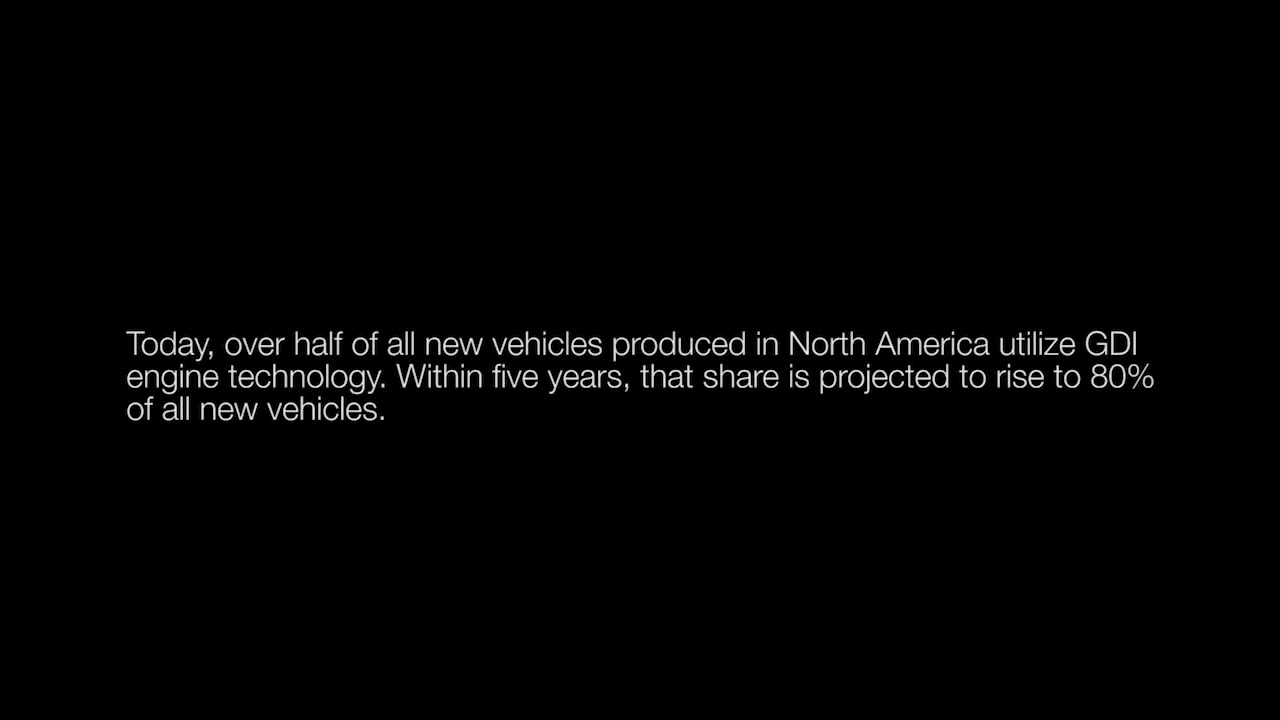 Today, over half of all new vehicles produced in North America utilize GDI
engine technology. Within five years, that share is projected to rise to 80%
of all new vehicles.